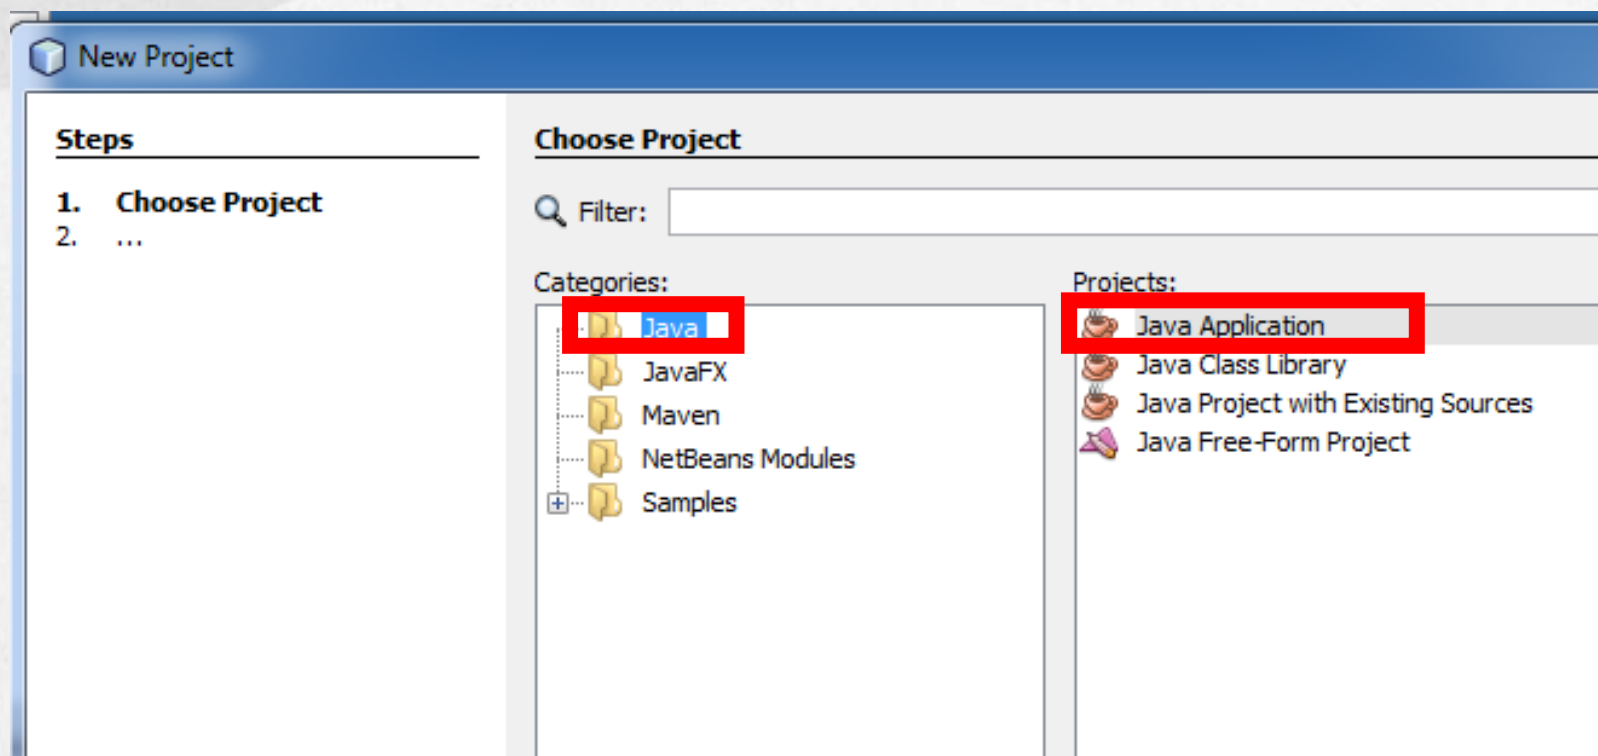 New Project
Steps
1. Choose Project
2. ...
Choose Project
Filter:
Categories:
Java
JavaFX
Maven
NetBeans Modules
Samples
Projects:
Java Application
Java Class Library
Java Project with Existing Sources
Java Free-Form Project